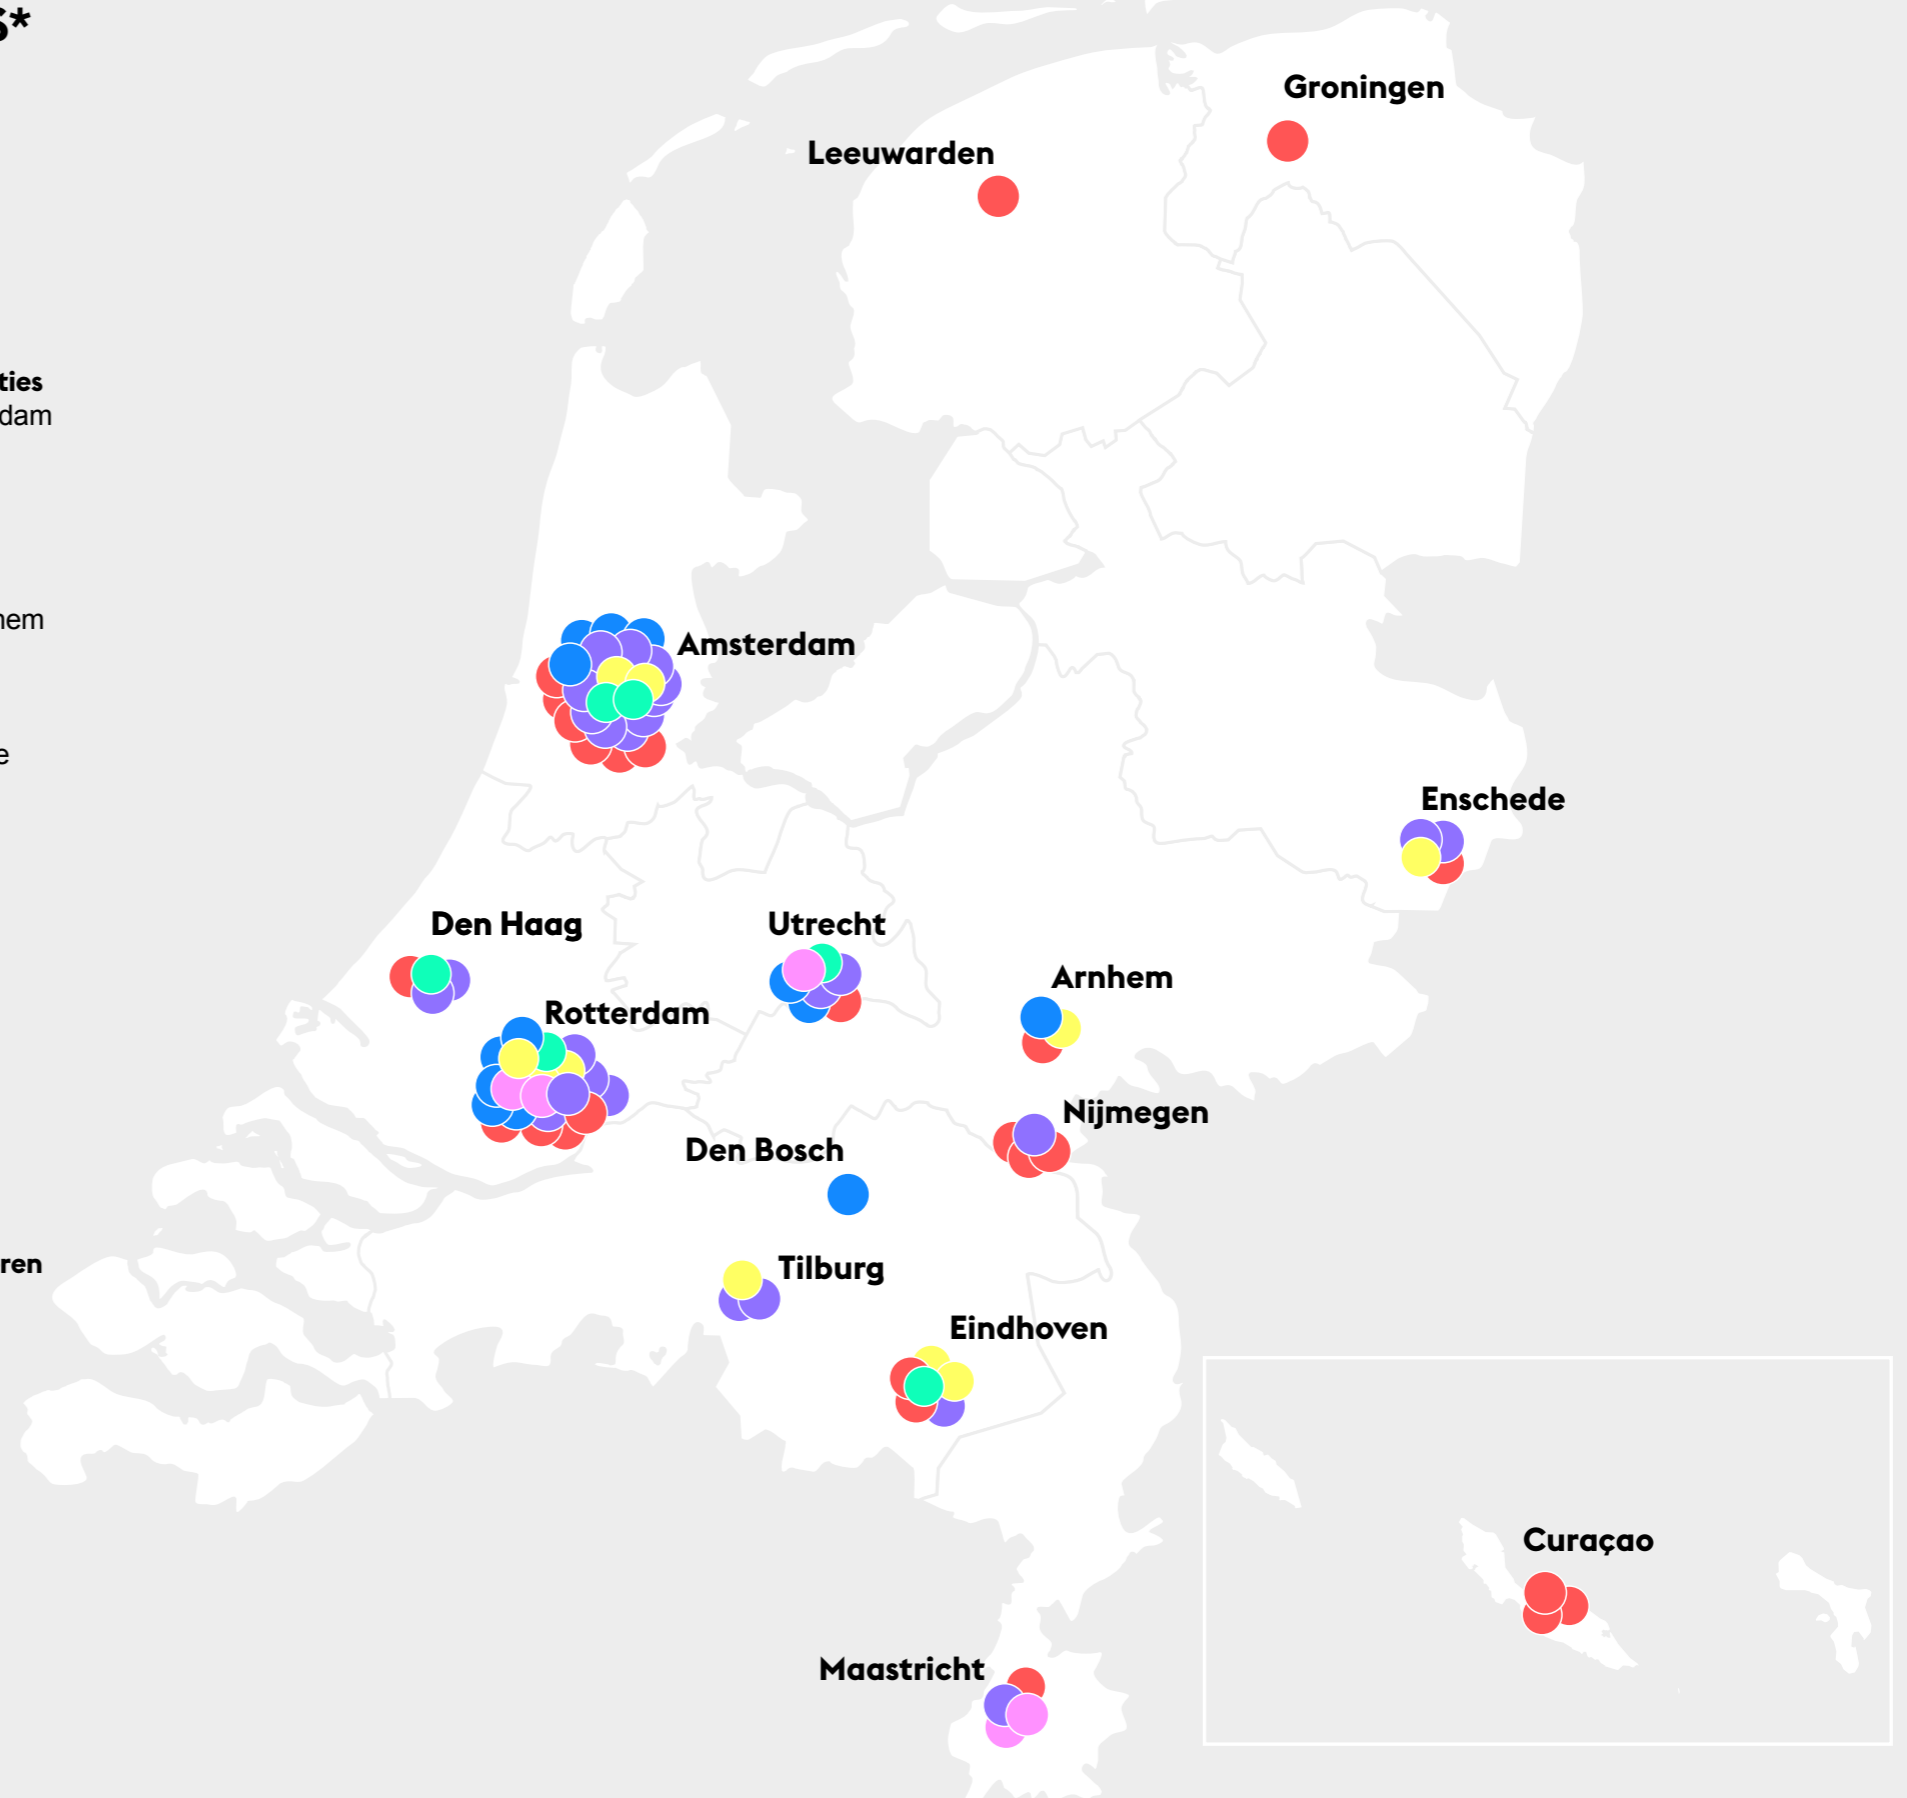 s*
Groningen
Leeuwarden
ties
dam
hem
Amsterdam
e
Enschede
Den Haag
Utrecht
Arnhem
Rotterdam
Nijmegen
Den Bosch
ren
Tilburg
Eindhoven
Curaçao
Maastricht